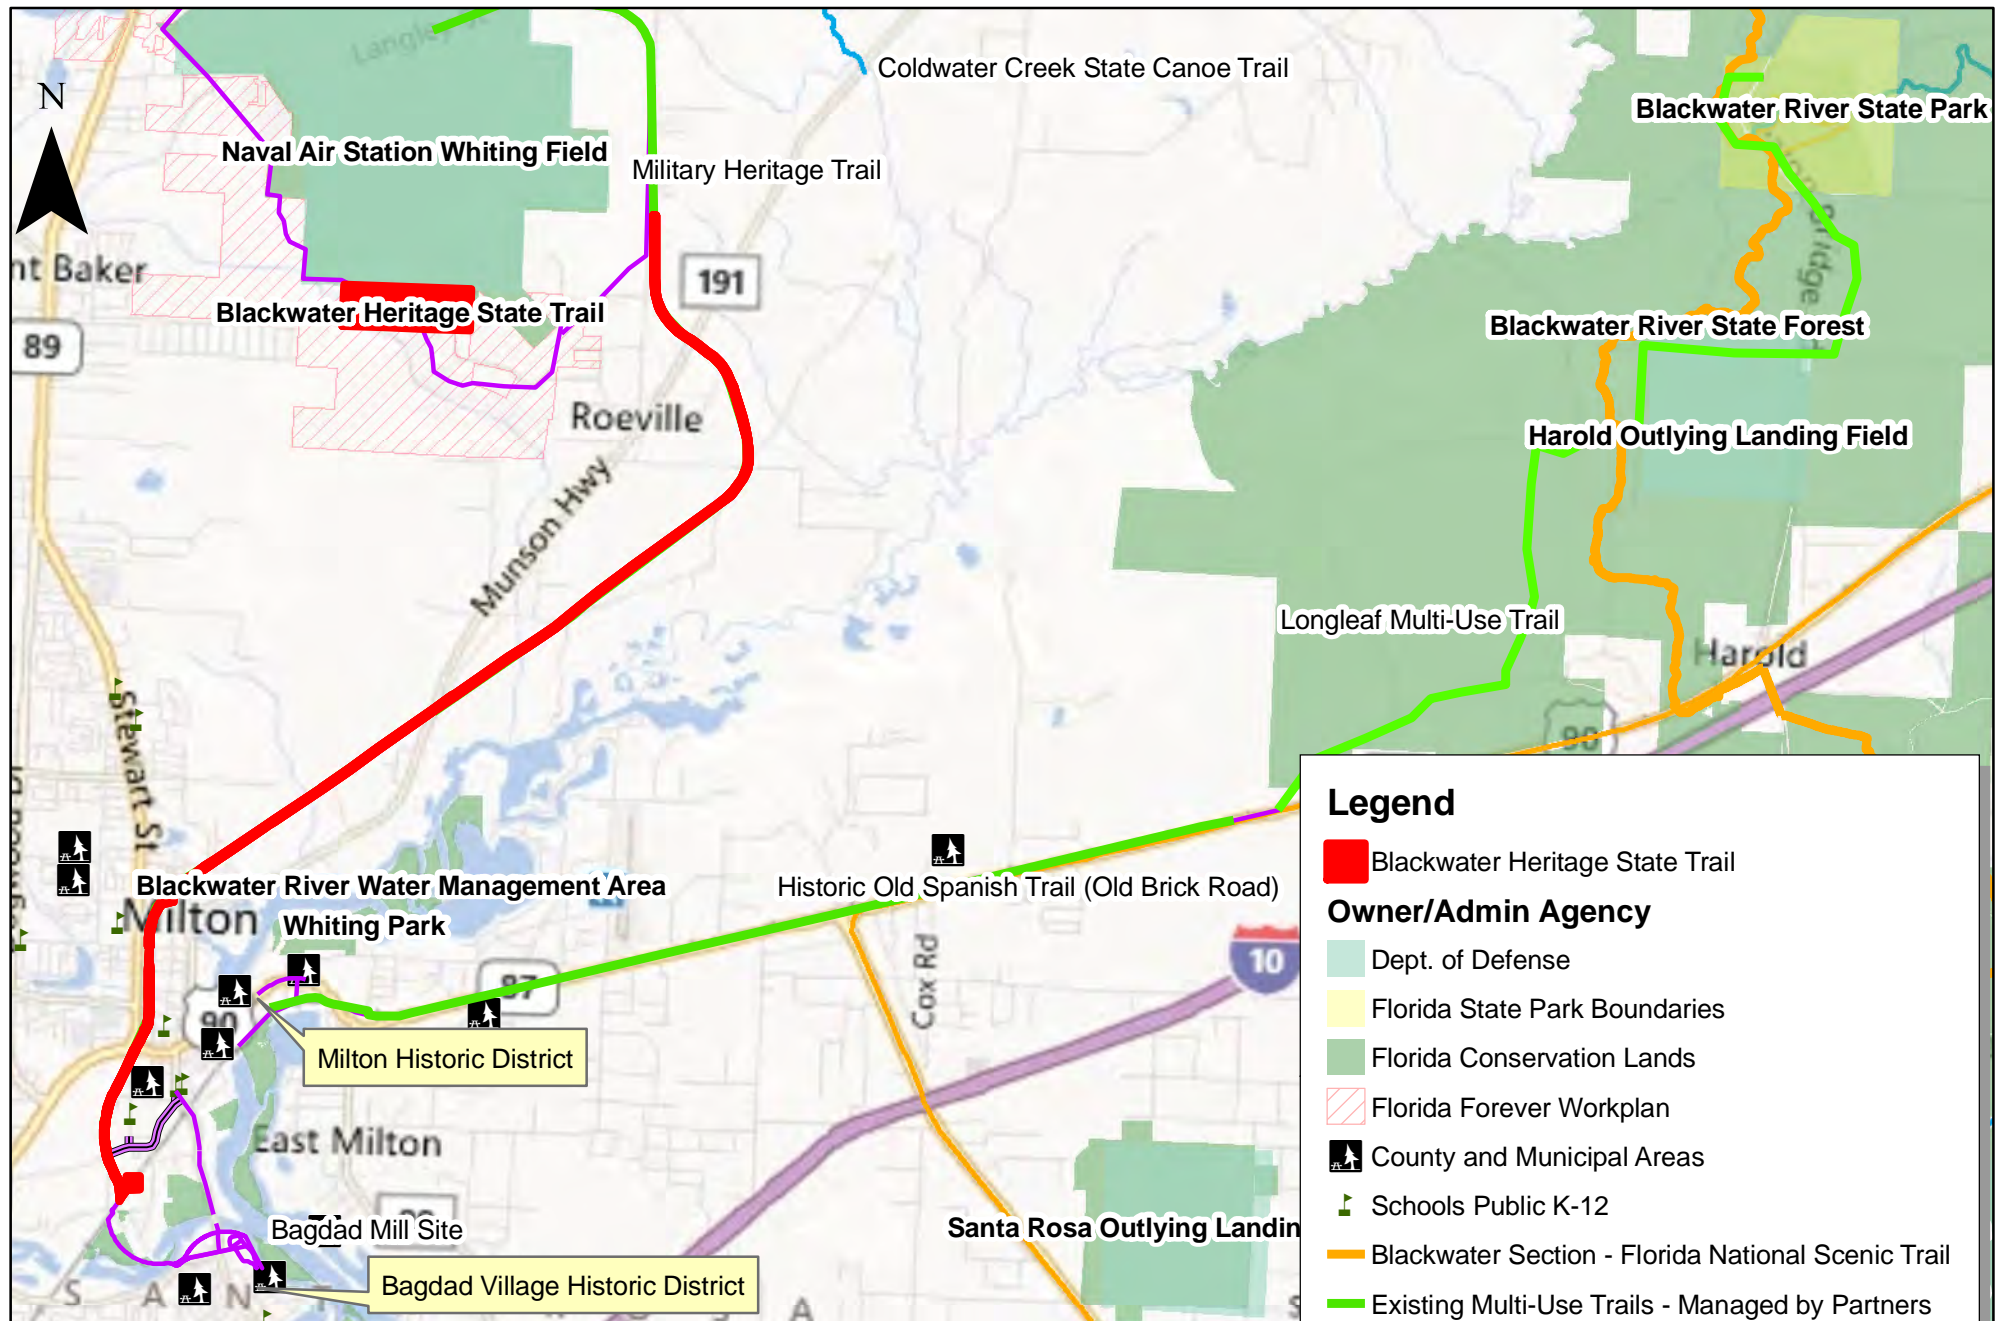 Langley
Coldwater Creek State Canoe Trail
N
Blackwater River State Park
Naval Air Station Whiting Field
Military Heritage Trail
nt Baker
191
Blackwater Heritage State Trail
Blackwater River State Forest
89
Roeville
Harold Outlying Landing Field
Munson Hwy
Longleaf Multi-Use Trail
Harold
Stewart St
90
Blackwater River Water Management Area
Historic Old Spanish Trail (Old Brick Road)
Milton
Whiting Park
Cox Rd
10
87
90
Milton Historic District
East Milton
Bagdad Mill Site
Santa Rosa Outlying Landin
Bagdad Village Historic District
S A N T
A
S
Legend
Blackwater Heritage State Trail
Owner/Admin Agency
Dept. of Defense
Florida State Park Boundaries
Florida Conservation Lands
Florida Forever Workplan
County and Municipal Areas
Schools Public K-12
Blackwater Section - Florida National Scenic Trail
Existing Multi-Use Trails - Managed by Partners